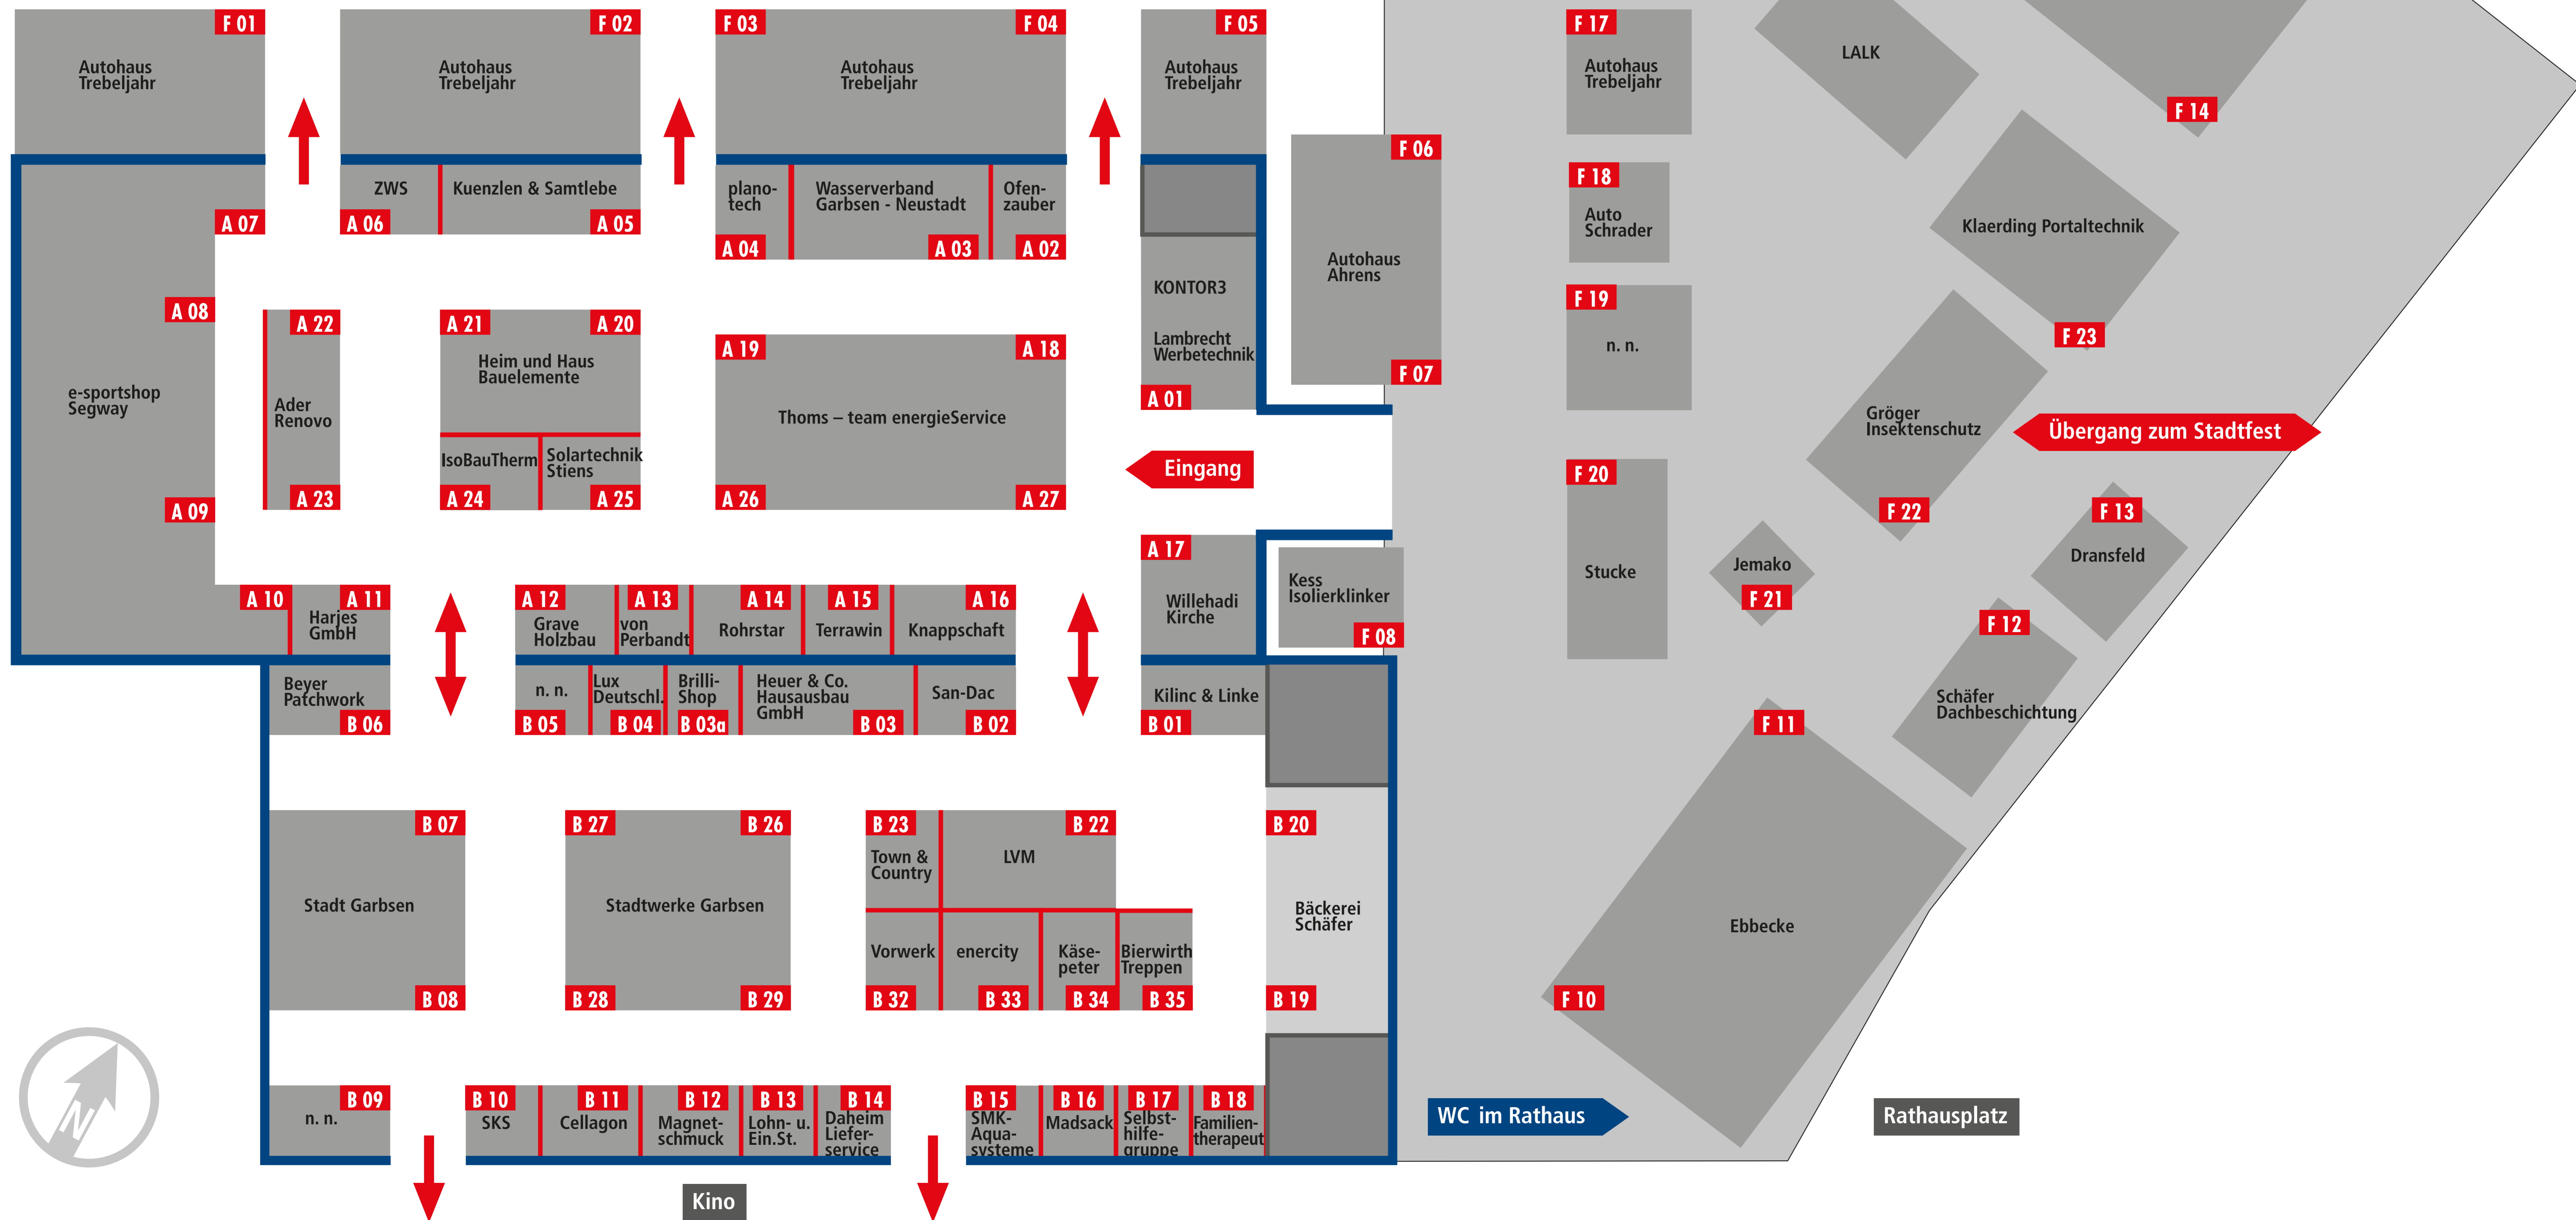 F 01
Autohaus
Trebeljahr
F 02
Autohaus
Trebeljahr
F 03
F 04
Autohaus
Trebeljahr
F 05
Autohaus
Trebeljahr
F 17
Autohaus
Trebeljahr
LALK
F 14
A 07
ZWS
A 06
Kuenzlen & Samtlebe
A 05
plano-
tech
A 04
Wasserverband
Garbsen - Neustadt
A 03
Ofen-
zauber
A 02
F 06
Autohaus
Ahrens
F 07
F 18
Auto
Schrader
Klaerding Portaltechnik
F 23
KONTOR3
Lambrecht
Werbetechnik
A 01
F 19
n. n.
A 08
e-sportshop
Segway
A 09
A 22
Ader
Renovo
A 23
A 21
A 20
Heim und Haus
Bauelemente
IsoBauTherm
A 24
Solartechnik
Stiens
A 25
A 19
A 18
Thoms – team energieService
A 26
A 27
Eingang
Gröger
Insektenschutz
F 22
Übergang zum Stadtfest
F 20
Stucke
F 13
Dransfeld
Jemako
F 21
A 10
A 11
Harjes
GmbH
A 12
Grave
Holzbau
A 13
von
Perbandt
A 14
Rohrstar
A 15
Terrawin
A 16
Knappschaft
A 17
Willehadi
Kirche
Kess
Isolierklinker
F 08
F 12
Schäfer
Dachbeschichtung
Beyer
Patchwork
B 06
n. n.
B 05
Lux
Deutschl.
B 04
Brilli-
Shop
B 03a
Heuer & Co.
Hausausbau
GmbH
B 03
San-Dac
B 02
Kilinc & Linke
B 01
F 11
Ebbecke
F 10
B 07
Stadt Garbsen
B 08
B 27
B 26
Stadtwerke Garbsen
B 28
B 29
B 23
Town &
Country
B 22
LVM
Vorwerk
B 32
enercity
B 33
Käse-
peter
B 34
Bierwirth
Treppen
B 35
B 20
Bäckerei
Schäfer
B 19
N
B 09
n. n.
B 10
SKS
B 11
Cellagon
B 12
Magnet-
schmuck
B 13
Lohn- u.
Ein.St.
B 14
Daheim
Liefer-
service
B 15
SMK-
Aqua-
systeme
B 16
Madsack
B 17
Selbst-
hilfe-
gruppe
B 18
Familien-
therapeut
WC im Rathaus
Rathausplatz
Kino